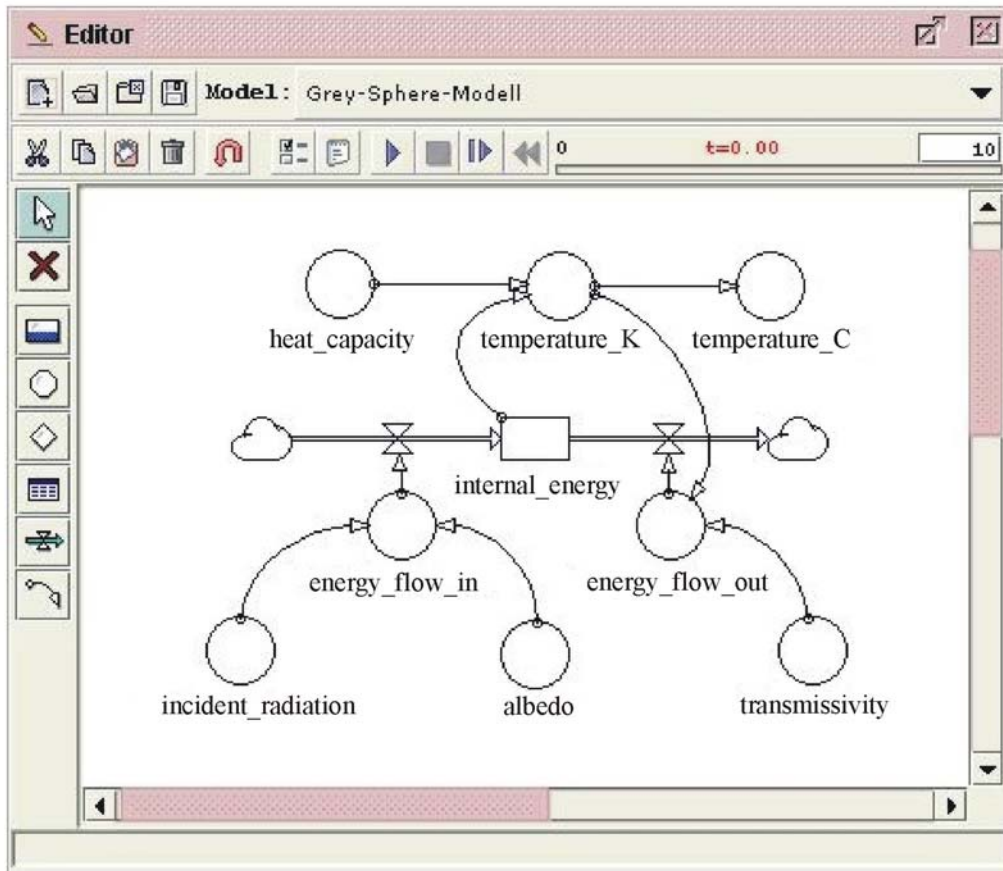 Editor
Model: Grey-Sphere-Modell
0 t=0.00 10
heat_capacity temperature_K temperature_C
internal_energy
energy_flow_in energy_flow_out
incident_radiation albedo transmissivity